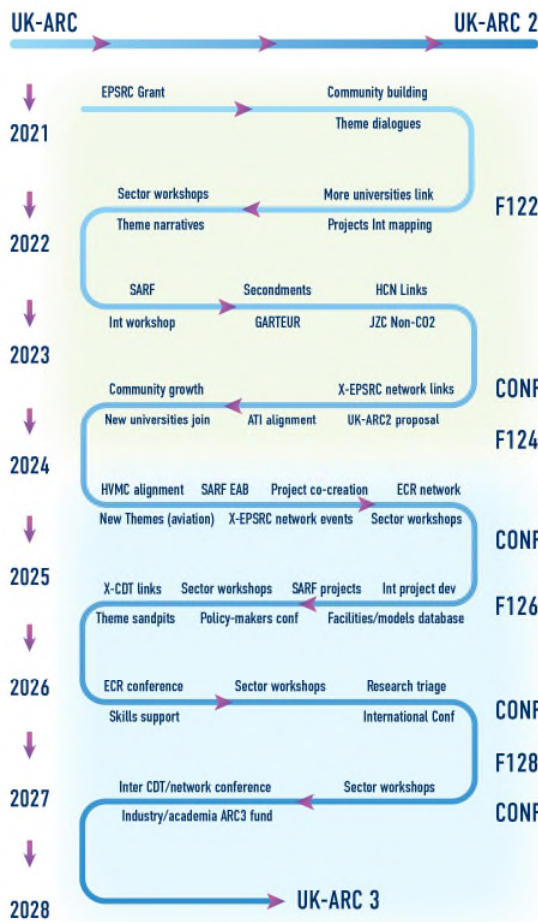 UK-ARC
UK-ARC 2
EPSRC Grant
Community building
2021
Theme dialogues
Sector workshops
More universities link
F122
Theme narratives
Projects Int mapping
2022
SARF
Secondments
HCN Links
Int workshop
GARTEUR
JZC Non-CO2
2023
Community growth
X-EPSRC network links
CONF
New universities join
ATI alignment
UK-ARC2 proposal
F124
2024
HVMC alignment
SARF EAB
Project co-creation
ECR network
New Themes (aviation)
X-EPSRC network events
Sector workshops
CONF
2025
X-CDT links
Sector workshops
SARF projects
Int project dev
F126
Theme sandpits
Policy-makers conf
Facilities/models database
2026
ECR conference
Sector workshops
Research triage
CONF
Skills support
International Conf
F128
Inter CDT/network conference
Sector workshops
2027
CONF
Industry/academia ARC3 fund
UK-ARC 3
2028